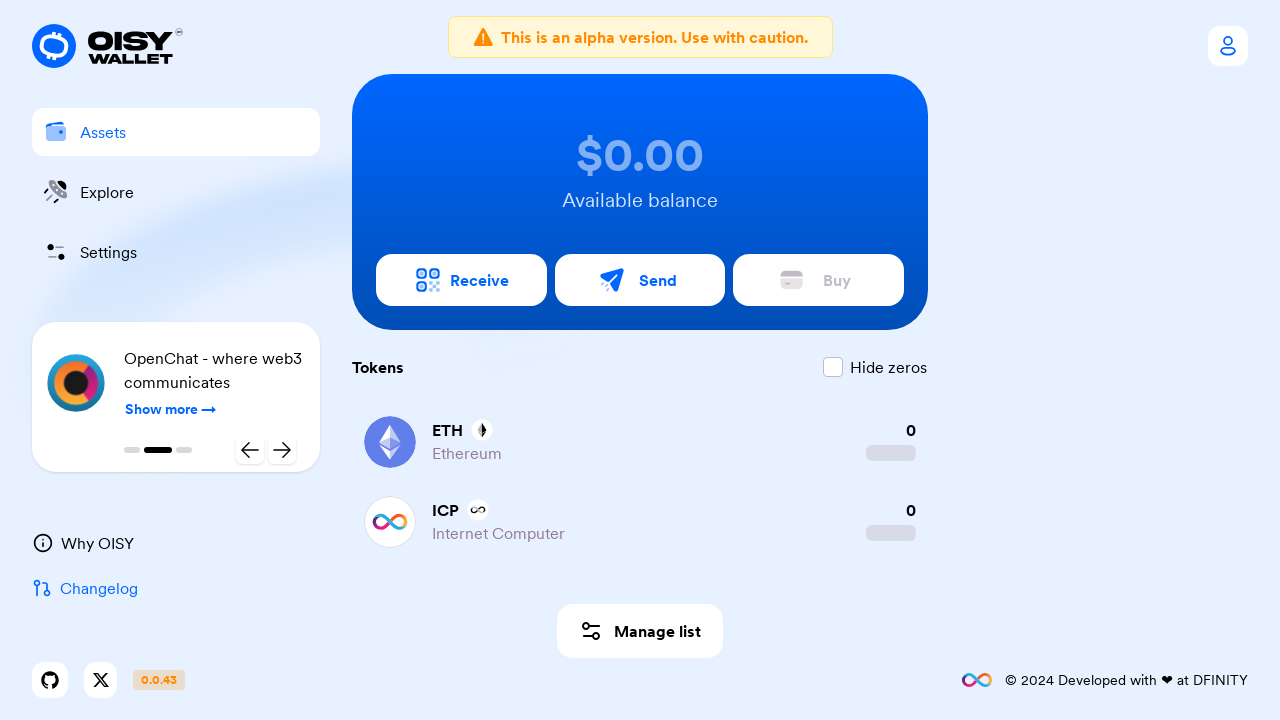 OISY
WALLET
This is an alpha version. Use with caution.
Assets
Explore
Settings
OpenChat - where web3
communicates
Show more
Why OISY
Changelog
0.0.43
$0.00
Available balance
Receive
Send
Buy
Tokens
Hide zeros
ETH
0
Ethereum
ICP
0
Internet Computer
Manage list
© 2024 Developed with ❤ at DFINITY